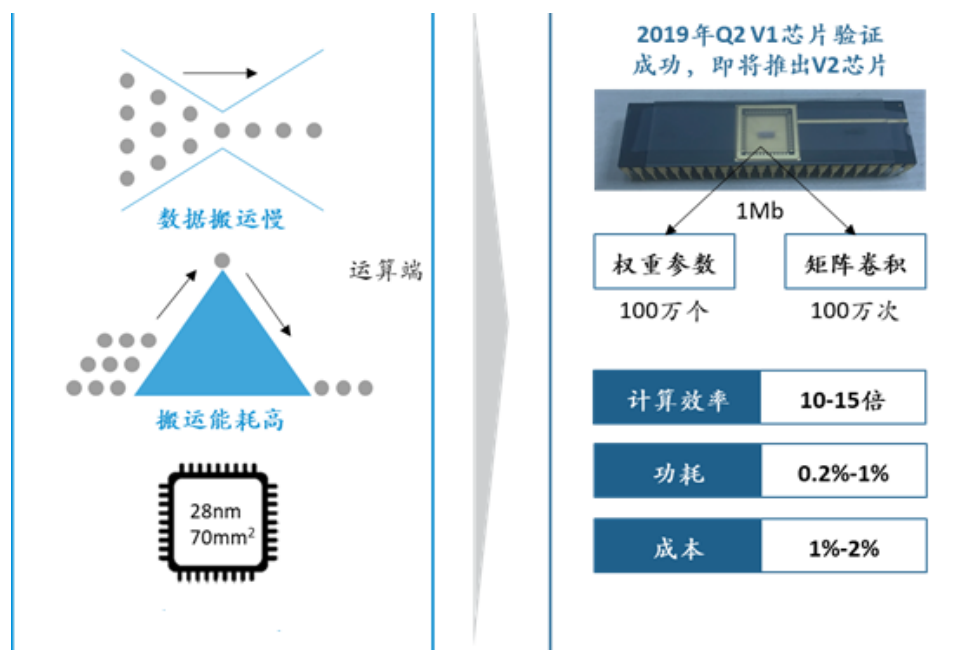 数据搬运慢
运算端
搬运能耗高
28nm
70mm²
2019年Q2 V1芯片验证
成功，即将推出V2芯片
1Mb
权重参数
矩阵卷积
100万个
100万次
计算效率
10-15倍
功耗
0.2%-1%
成本
1%-2%